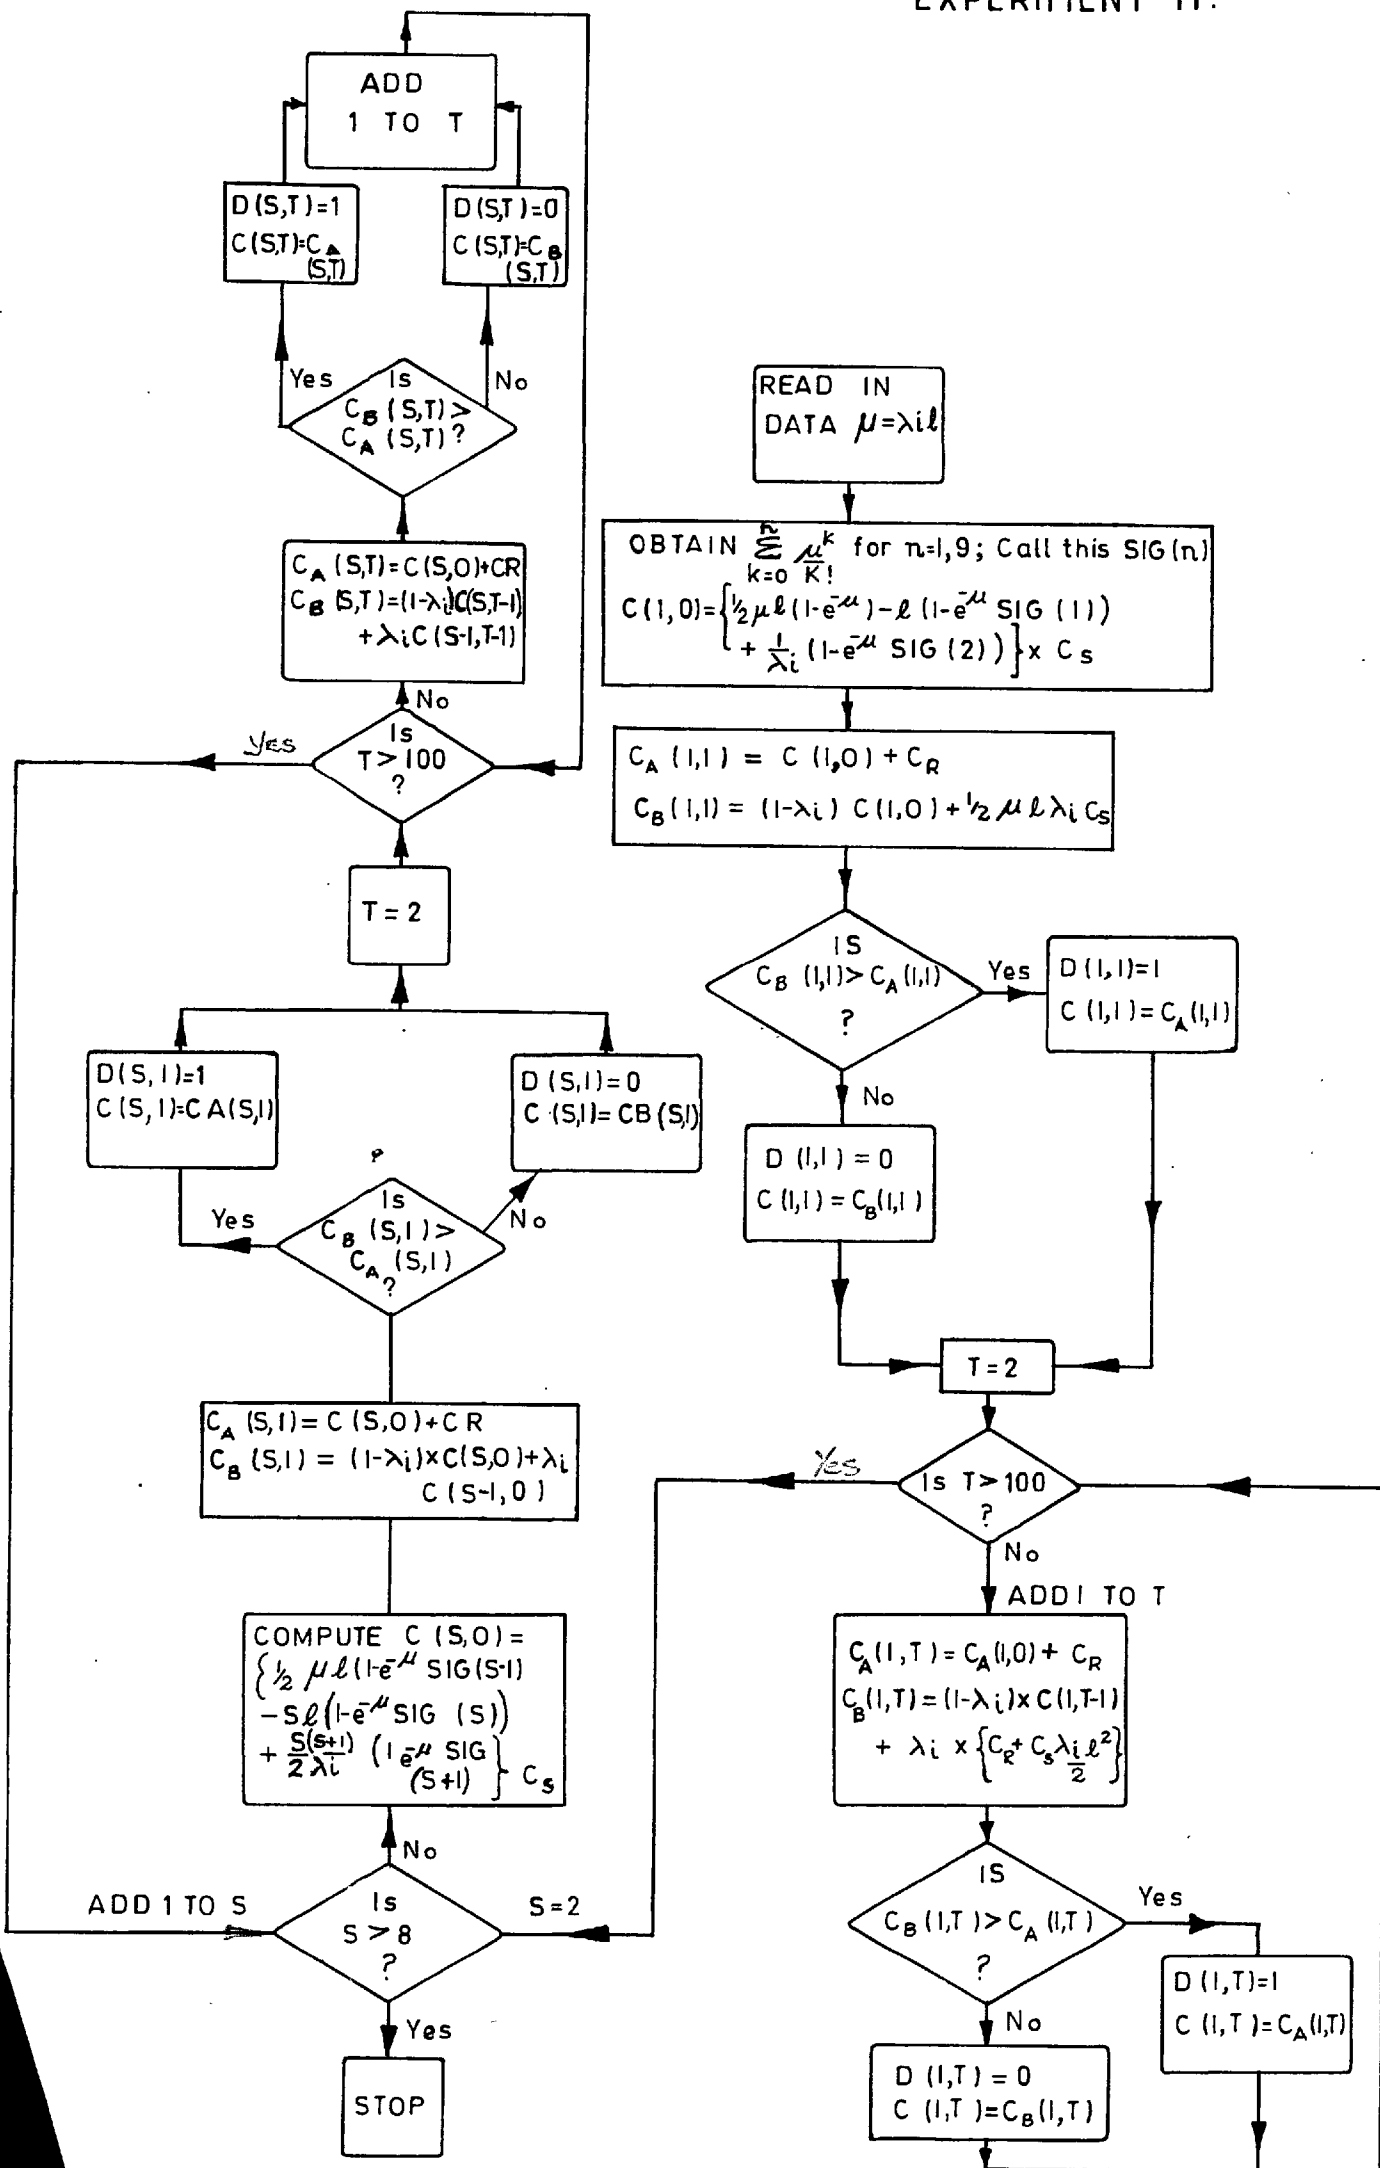 EXPERIMENT II.
READ IN
DATA μ=λiℓ
OBTAIN Σ μ^k/K! for n=1,9; Call this SIG(n)
n
k=0
C(1,0)={½μℓ(1-e^-μ)-ℓ(1-e^-μ SIG(1))
+ 1/λi (1-e^-μ SIG(2))}x Cs
C_A(1,1) = C(1,0)+C_R
C_B(1,1) = (1-λi) C(1,0)+½μℓλiCs
IS
C_B(1,1)>C_A(1,1)
?
Yes
D(1,1)=1
C(1,1)=C_A(1,1)
No
D(1,1)=0
C(1,1)=C_B(1,1)
T=2
Is T>100
?
Yes
No
ADD 1 TO T
C_A(1,T)=C_A(1,0)+ C_R
C_B(1,T)=(1-λi)xC(1,T-1)
+ λi x {C_R+C_s λi/2 ℓ²}
IS
C_B(1,T)>C_A(1,T)
?
Yes
D(1,T)=1
C(1,T)=C_A(1,T)
No
D(1,T)=0
C(1,T)=C_B(1,T)
S=2
ADD 1 TO S
Is
S>8
?
Yes
STOP
No
COMPUTE C(S,0)=
{½ μℓ(1-e^-μ SIG(S-1)
-Sℓ(1-e^-μ SIG (S))
+ S(S+1)/2λi (1 e^-μ SIG
(S+1)} Cs
C_A(S,1)= C(S,0)+CR
C_B(S,1) = (1-λi)xC(S,0)+λi
C(S-1,0)
Is
C_B(S,1)>
C_A(S,1)
?
Yes
D(S,1)=1
C(S,1)=CA(S,1)
No
D(S,1)=0
C(S,1)=CB(S,1)
T=2
Is
T>100
?
Yes
No
C_A(S,T)=C(S,0)+CR
C_B(S,T)=(1-λi)C(S,T-1)
+λiC(S-1,T-1)
Is
C_B(S,T)>
C_A(S,T)?
Yes
D(S,T)=1
C(S,T)=C_A
(S,T)
No
D(S,T)=0
C(S,T)=C_B
(S,T)
ADD
1 TO T